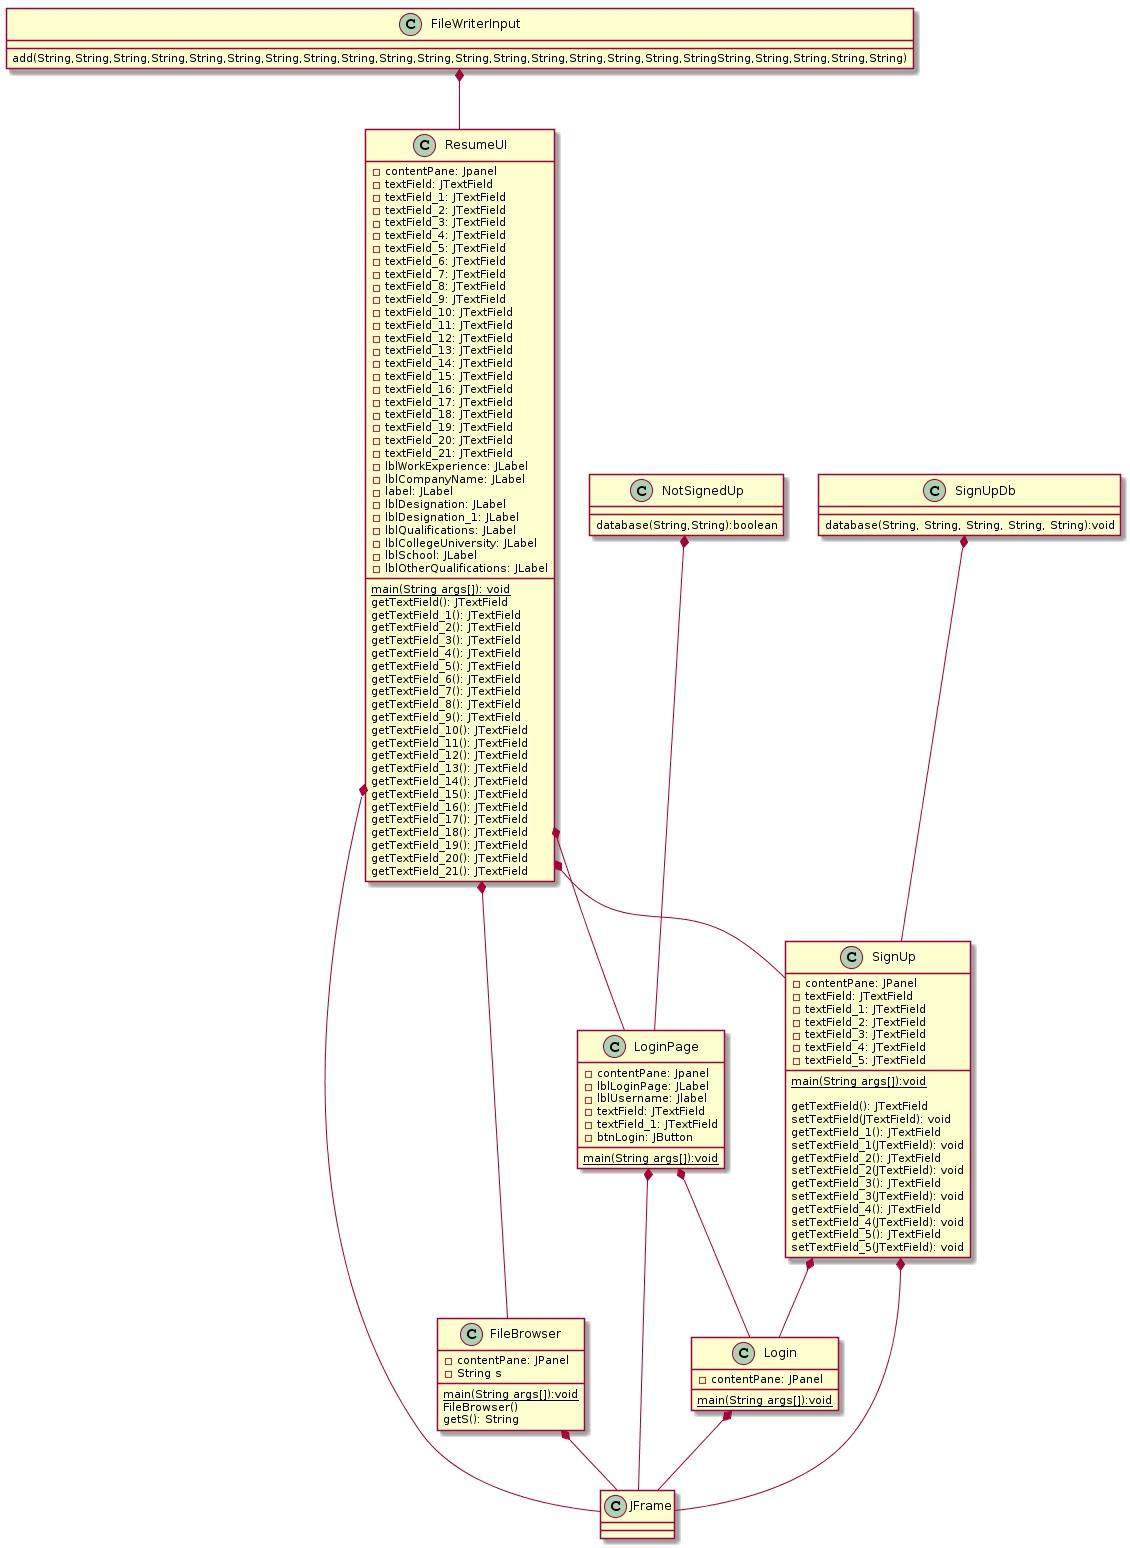 C FileWriterInput
add(String,String,String,String,String,String,String,String,String,String,String,String,String,String,String,String,String,StringString,String,String,String,String)
C ResumeUI
contentPane: Jpanel
textField: JTextField
textField_1: JTextField
textField_2: JTextField
textField_3: JTextField
textField_4: JTextField
textField_5: JTextField
textField_6: JTextField
textField_7: JTextField
textField_8: JTextField
textField_9: JTextField
textField_10: JTextField
textField_11: JTextField
textField_12: JTextField
textField_13: JTextField
textField_14: JTextField
textField_15: JTextField
textField_16: JTextField
textField_17: JTextField
textField_18: JTextField
textField_19: JTextField
textField_20: JTextField
textField_21: JTextField
lblWorkExperience: JLabel
lblCompanyName: JLabel
label: JLabel
lblDesignation: JLabel
lblDesignation_1: JLabel
lblQualifications: JLabel
lblCollegeUniversity: JLabel
lblSchool: JLabel
lblOtherQualifications: JLabel
main(String args[]): void
getTextField(): JTextField
getTextField_1(): JTextField
getTextField_2(): JTextField
getTextField_3(): JTextField
getTextField_4(): JTextField
getTextField_5(): JTextField
getTextField_6(): JTextField
getTextField_7(): JTextField
getTextField_8(): JTextField
getTextField_9(): JTextField
getTextField_10(): JTextField
getTextField_11(): JTextField
getTextField_12(): JTextField
getTextField_13(): JTextField
getTextField_14(): JTextField
getTextField_15(): JTextField
getTextField_16(): JTextField
getTextField_17(): JTextField
getTextField_18(): JTextField
getTextField_19(): JTextField
getTextField_20(): JTextField
getTextField_21(): JTextField
C NotSignedUp
database(String,String):boolean
C SignUpDb
database(String, String, String, String, String):void
C SignUp
contentPane: JPanel
textField: JTextField
textField_1: JTextField
textField_2: JTextField
textField_3: JTextField
textField_4: JTextField
textField_5: JTextField
main(String args[]):void
getTextField(): JTextField
setTextField(JTextField): void
getTextField_1(): JTextField
setTextField_1(JTextField): void
getTextField_2(): JTextField
setTextField_2(JTextField): void
getTextField_3(): JTextField
setTextField_3(JTextField): void
getTextField_4(): JTextField
setTextField_4(JTextField): void
getTextField_5(): JTextField
setTextField_5(JTextField): void
C LoginPage
contentPane: Jpanel
lblLoginPage: JLabel
lblUsername: Jlabel
textField: JTextField
textField_1: JTextField
btnLogin: JButton
main(String args[]):void
C FileBrowser
contentPane: JPanel
String s
main(String args[]):void
FileBrowser()
getS(): String
C Login
contentPane: JPanel
main(String args[]):void
C JFrame